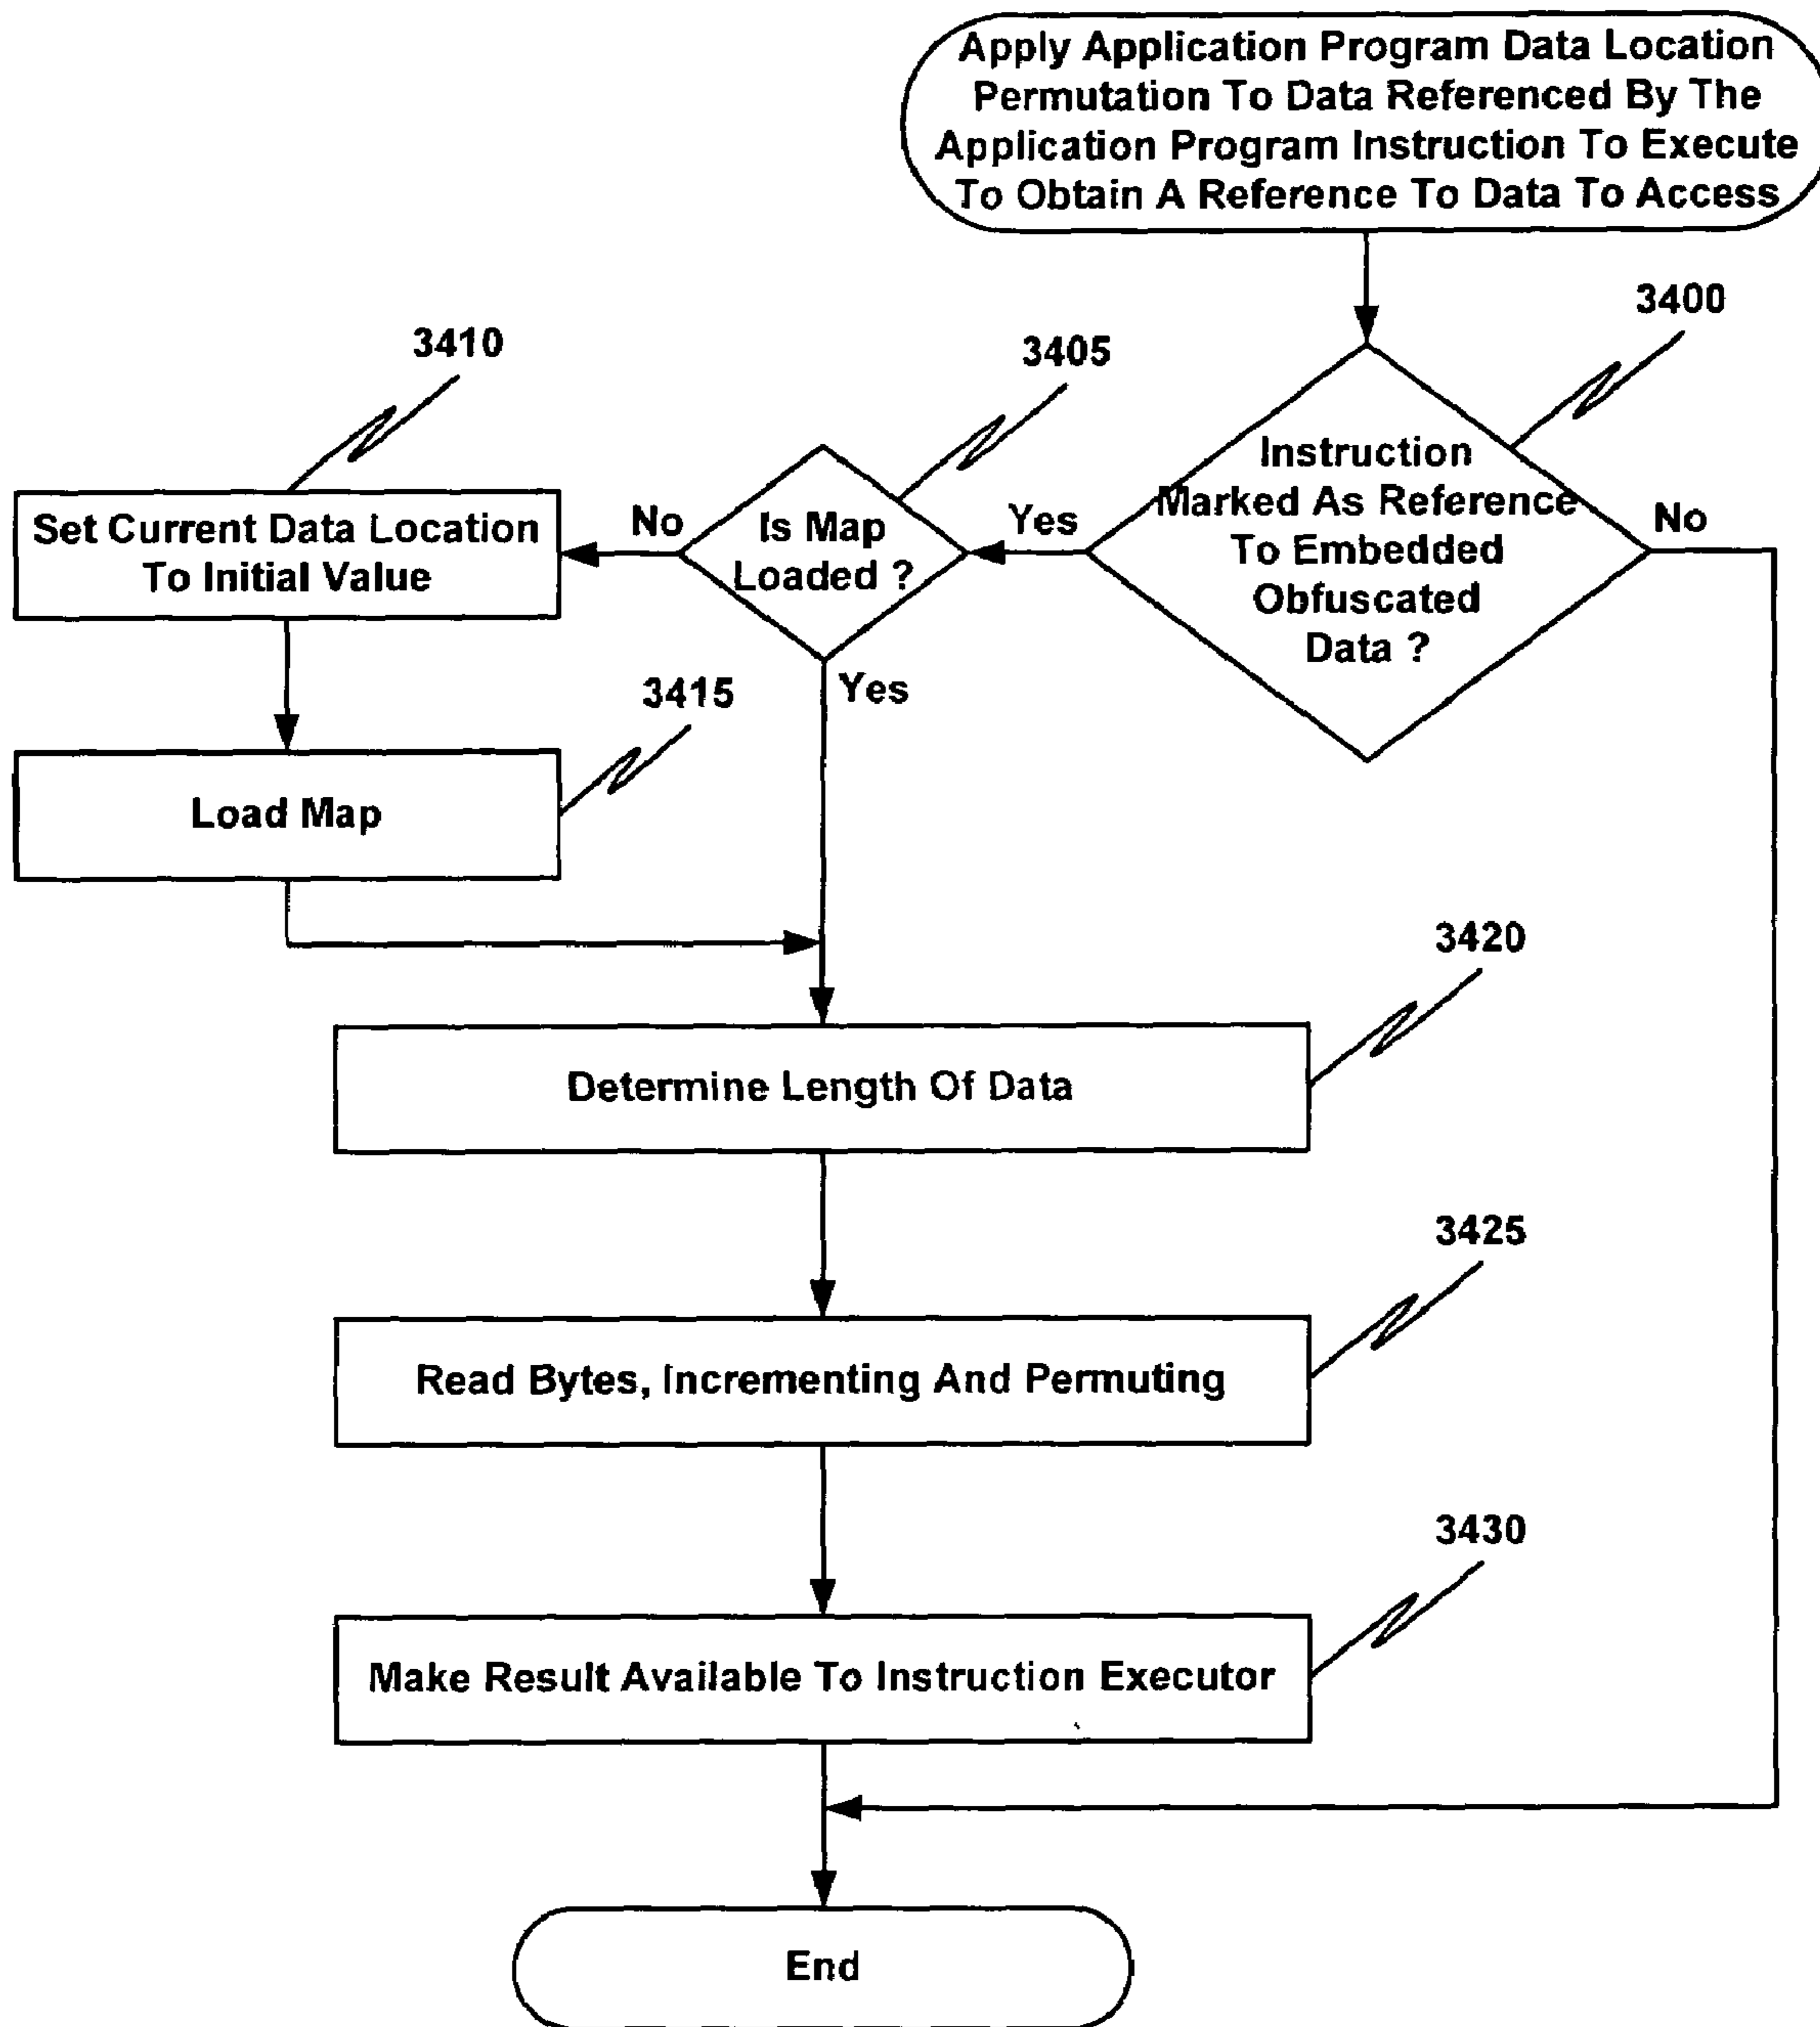 Apply Application Program Data Location
Permutation To Data Referenced By The
Application Program Instruction To Execute
To Obtain A Reference To Data To Access
3400
3410
3405
Instruction
Marked As Reference
To Embedded
Obfuscated
Data ?
No
Yes
Is Map
Loaded ?
No
Set Current Data Location
To Initial Value
Yes
3415
Load Map
3420
Determine Length Of Data
3425
Read Bytes, Incrementing And Permuting
3430
Make Result Available To Instruction Executor
End